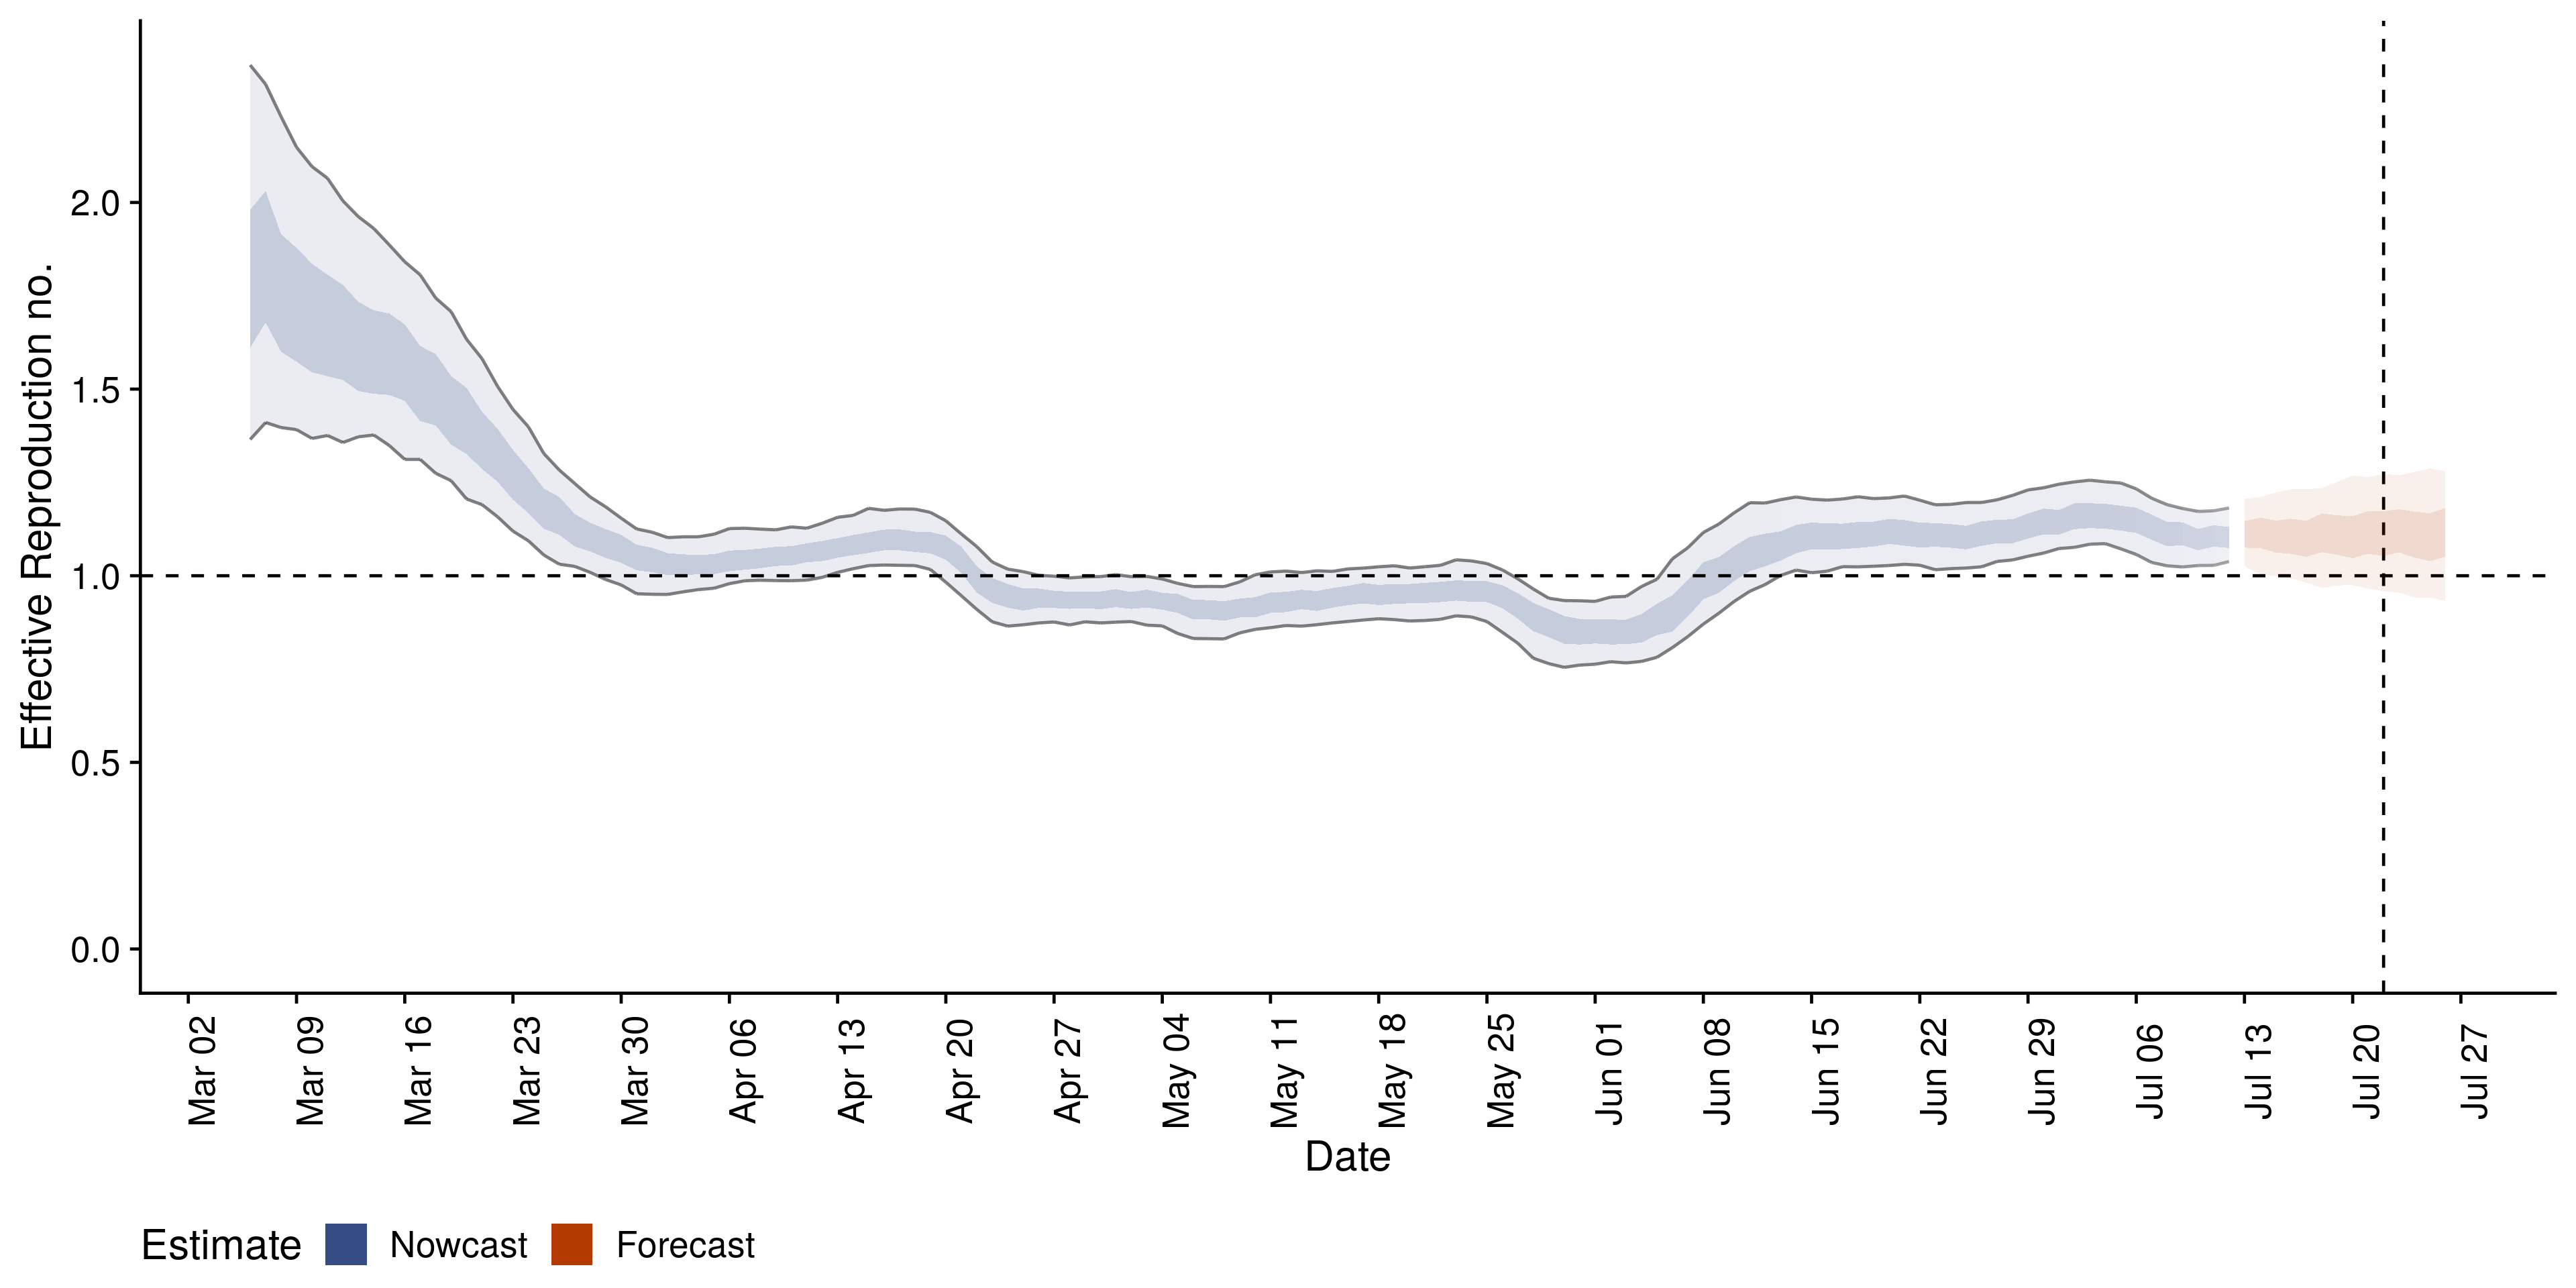 Effective Reproduction no.
2.0
1.5
1.0
0.5
0.0
Mar 02
Mar 09
Mar 16
Mar 23
Mar 30
Apr 06
Apr 13
Apr 20
Apr 27
May 04
May 11
May 18
May 25
Jun 01
Jun 08
Jun 15
Jun 22
Jun 29
Jul 06
Jul 13
Jul 20
Jul 27
Date
Estimate Nowcast Forecast